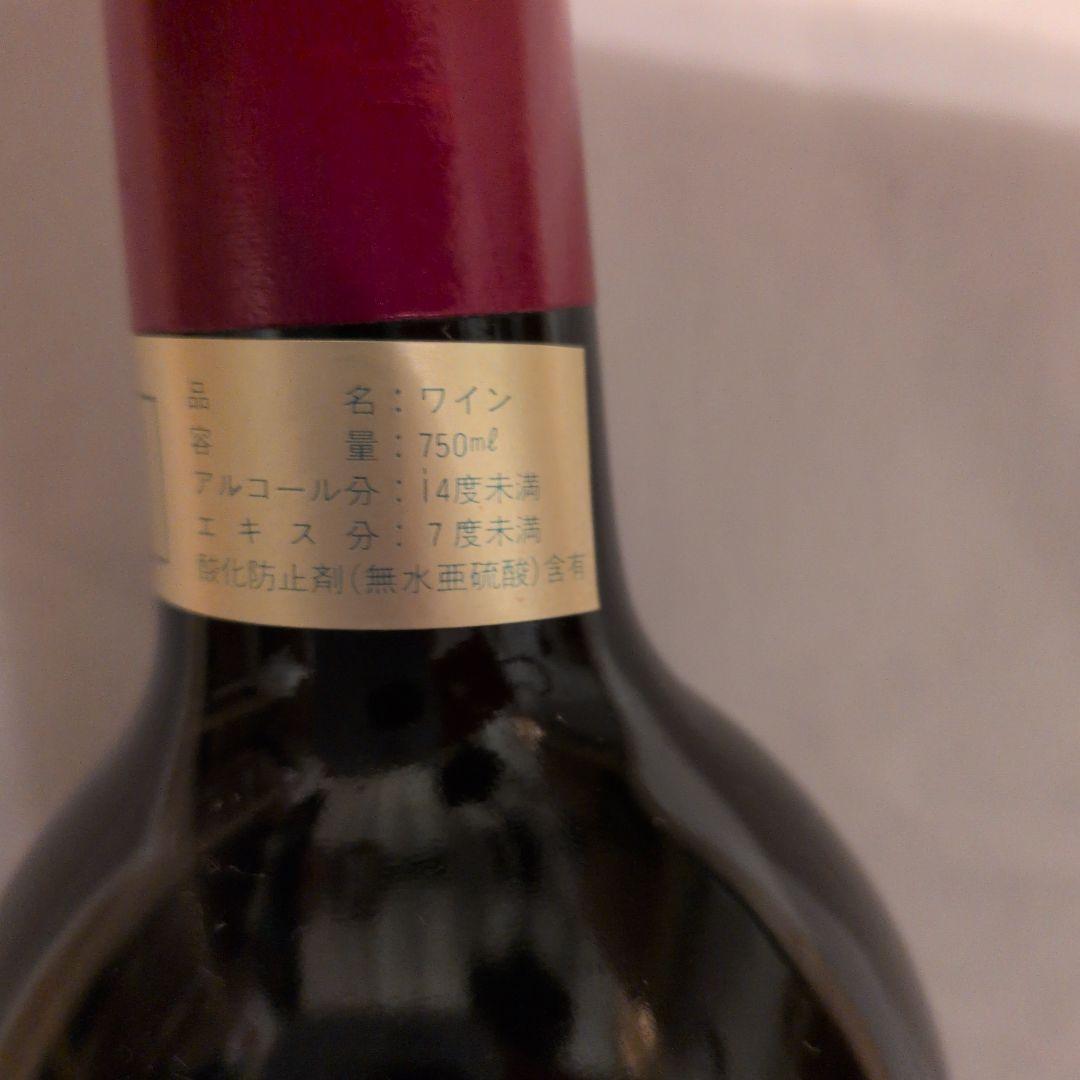 品名：ワイン
容量：750ml
アルコール分：14度未満
エキス分：7度未満
酸化防止剤(無水亜硫酸)含有